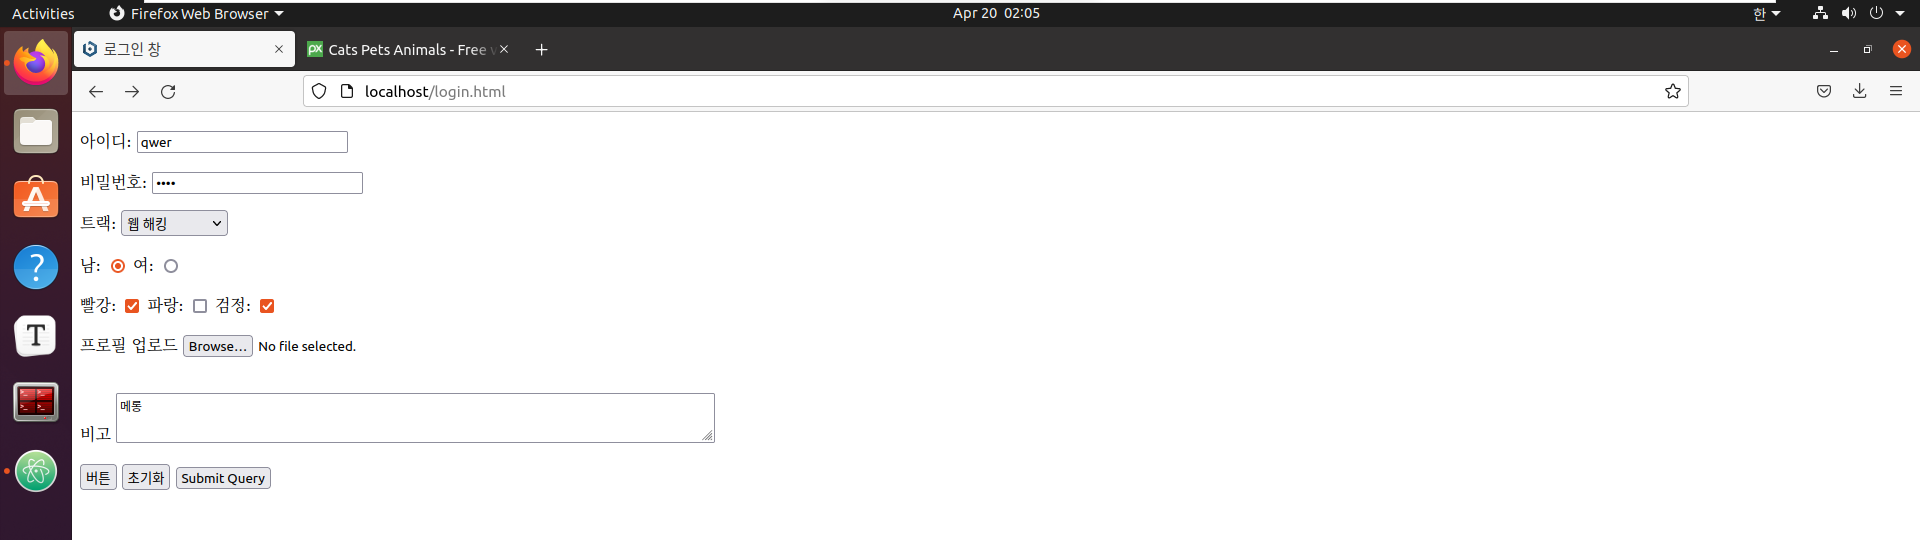 Activities Firefox Web Browser Apr 20 02:05 한
로그인 창 Cats Pets Animals - Free
localhost/login.html
아이디: qwer
비밀번호: ••••
트랙: 웹 해킹
남: 여:
빨강: 파랑: 검정:
프로필 업로드 Browse... No file selected.
메롱
비고
버튼 초기화 Submit Query